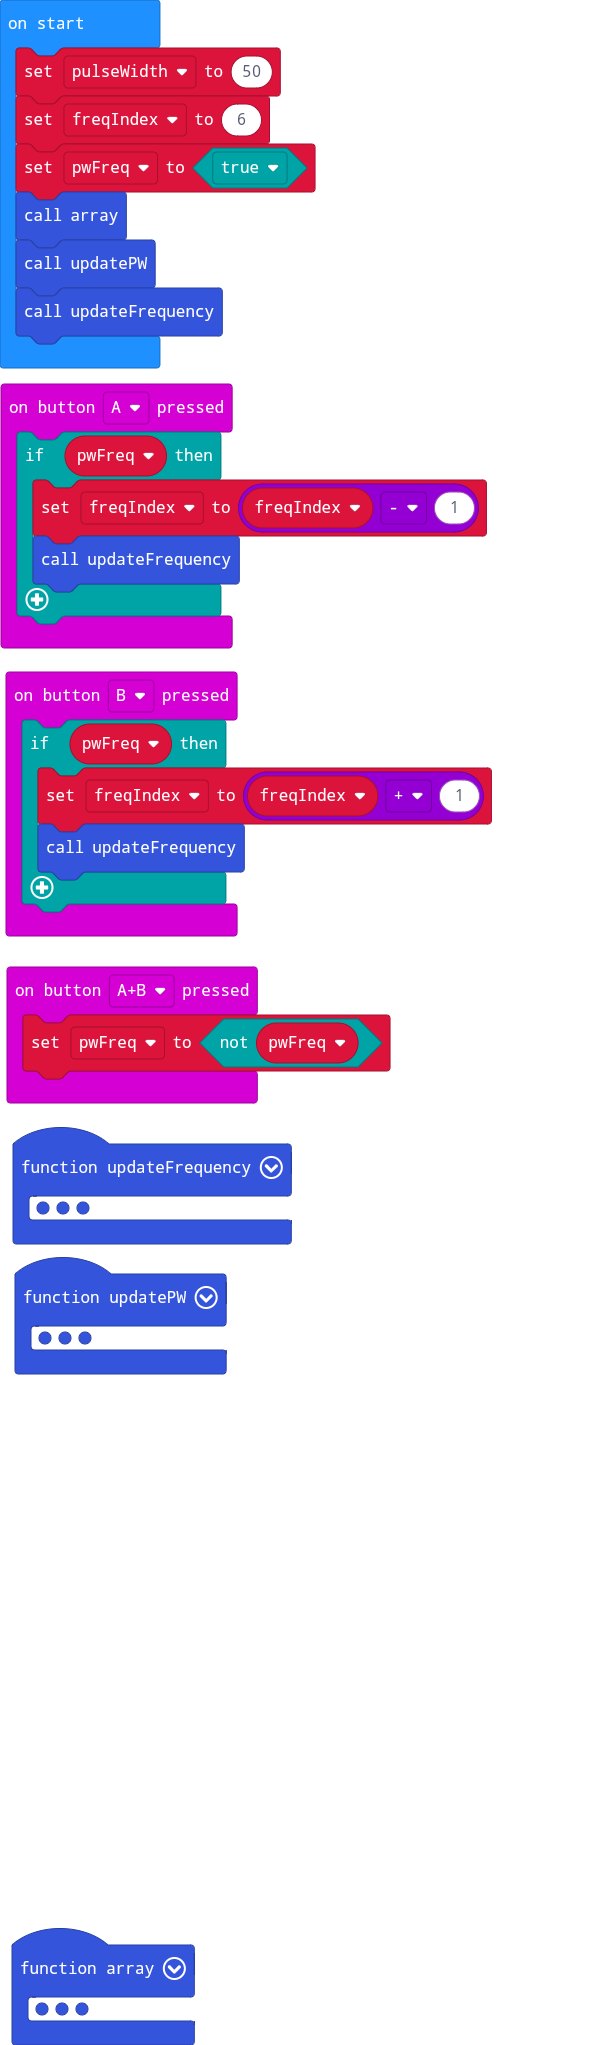 on start
set pulseWidth to 50
set freqIndex to 6
set pwFreq to true
call array
call updatePW
call updateFrequency
on button A pressed
if pwFreq then
set freqIndex to freqIndex - 1
call updateFrequency
on button B pressed
if pwFreq then
set freqIndex to freqIndex + 1
call updateFrequency
on button A+B pressed
set pwFreq to not pwFreq
function updateFrequency
function updatePW
function array